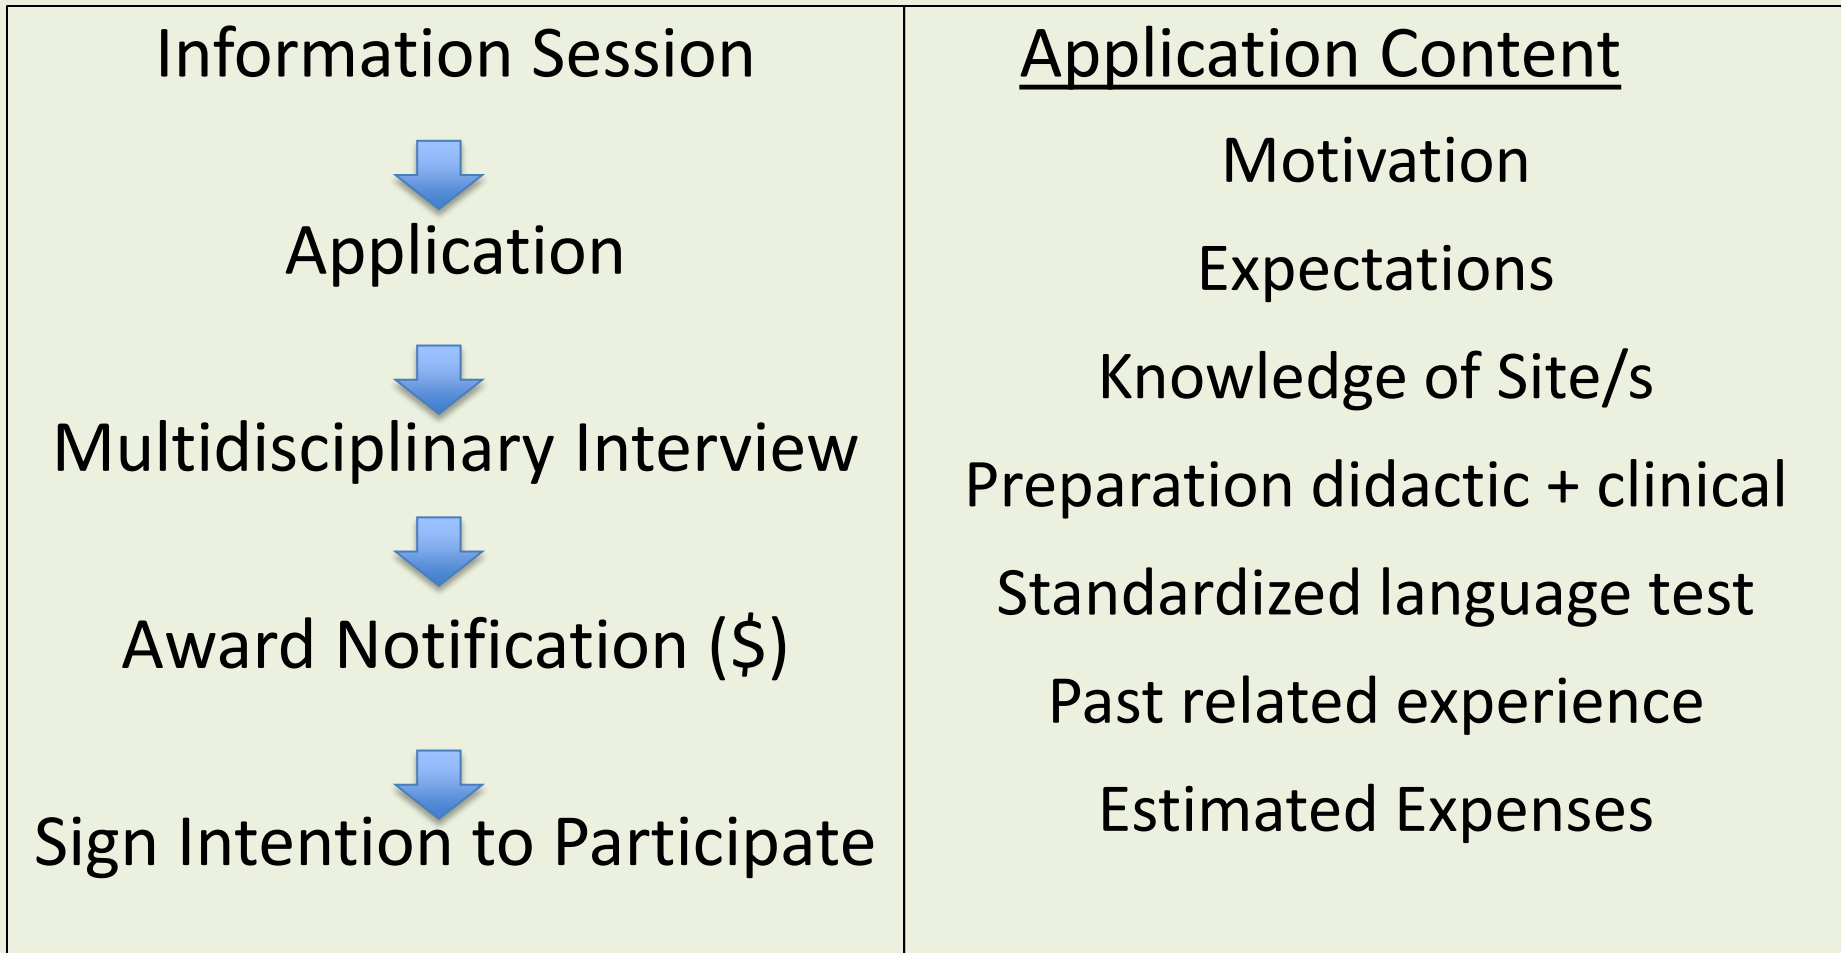 Information Session
Application
Multidisciplinary Interview
Award Notification ($)
Sign Intention to Participate
Application Content
Motivation
Expectations
Knowledge of Site/s
Preparation didactic + clinical
Standardized language test
Past related experience
Estimated Expenses